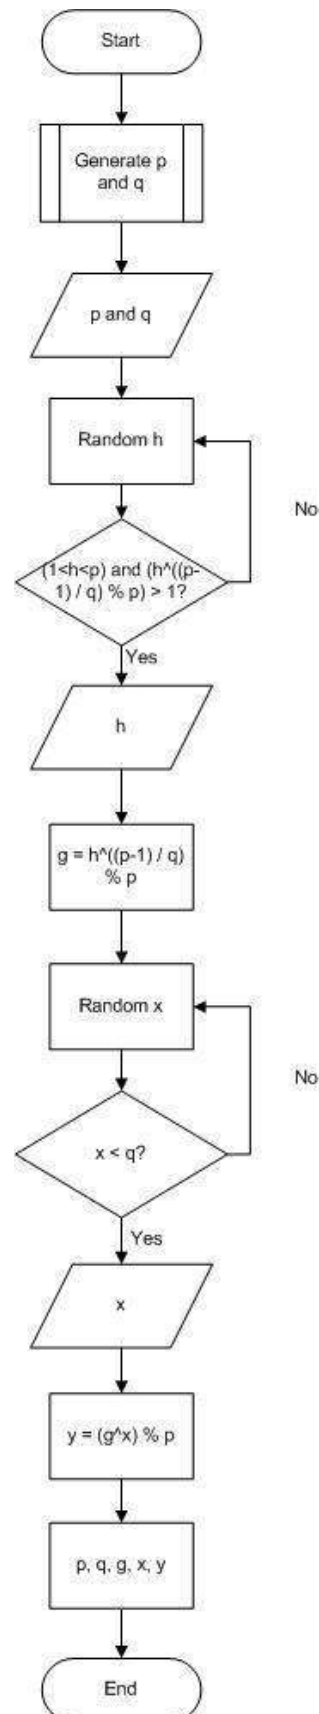 Start
Generate p
and q
p and q
Random h
No
(1<h<p) and (h^((p-
1) / q) % p) > 1?
Yes
h
g = h^((p-1) / q)
% p
Random x
No
x < q?
Yes
x
y = (g^x) % p
p, q, g, x, y
End